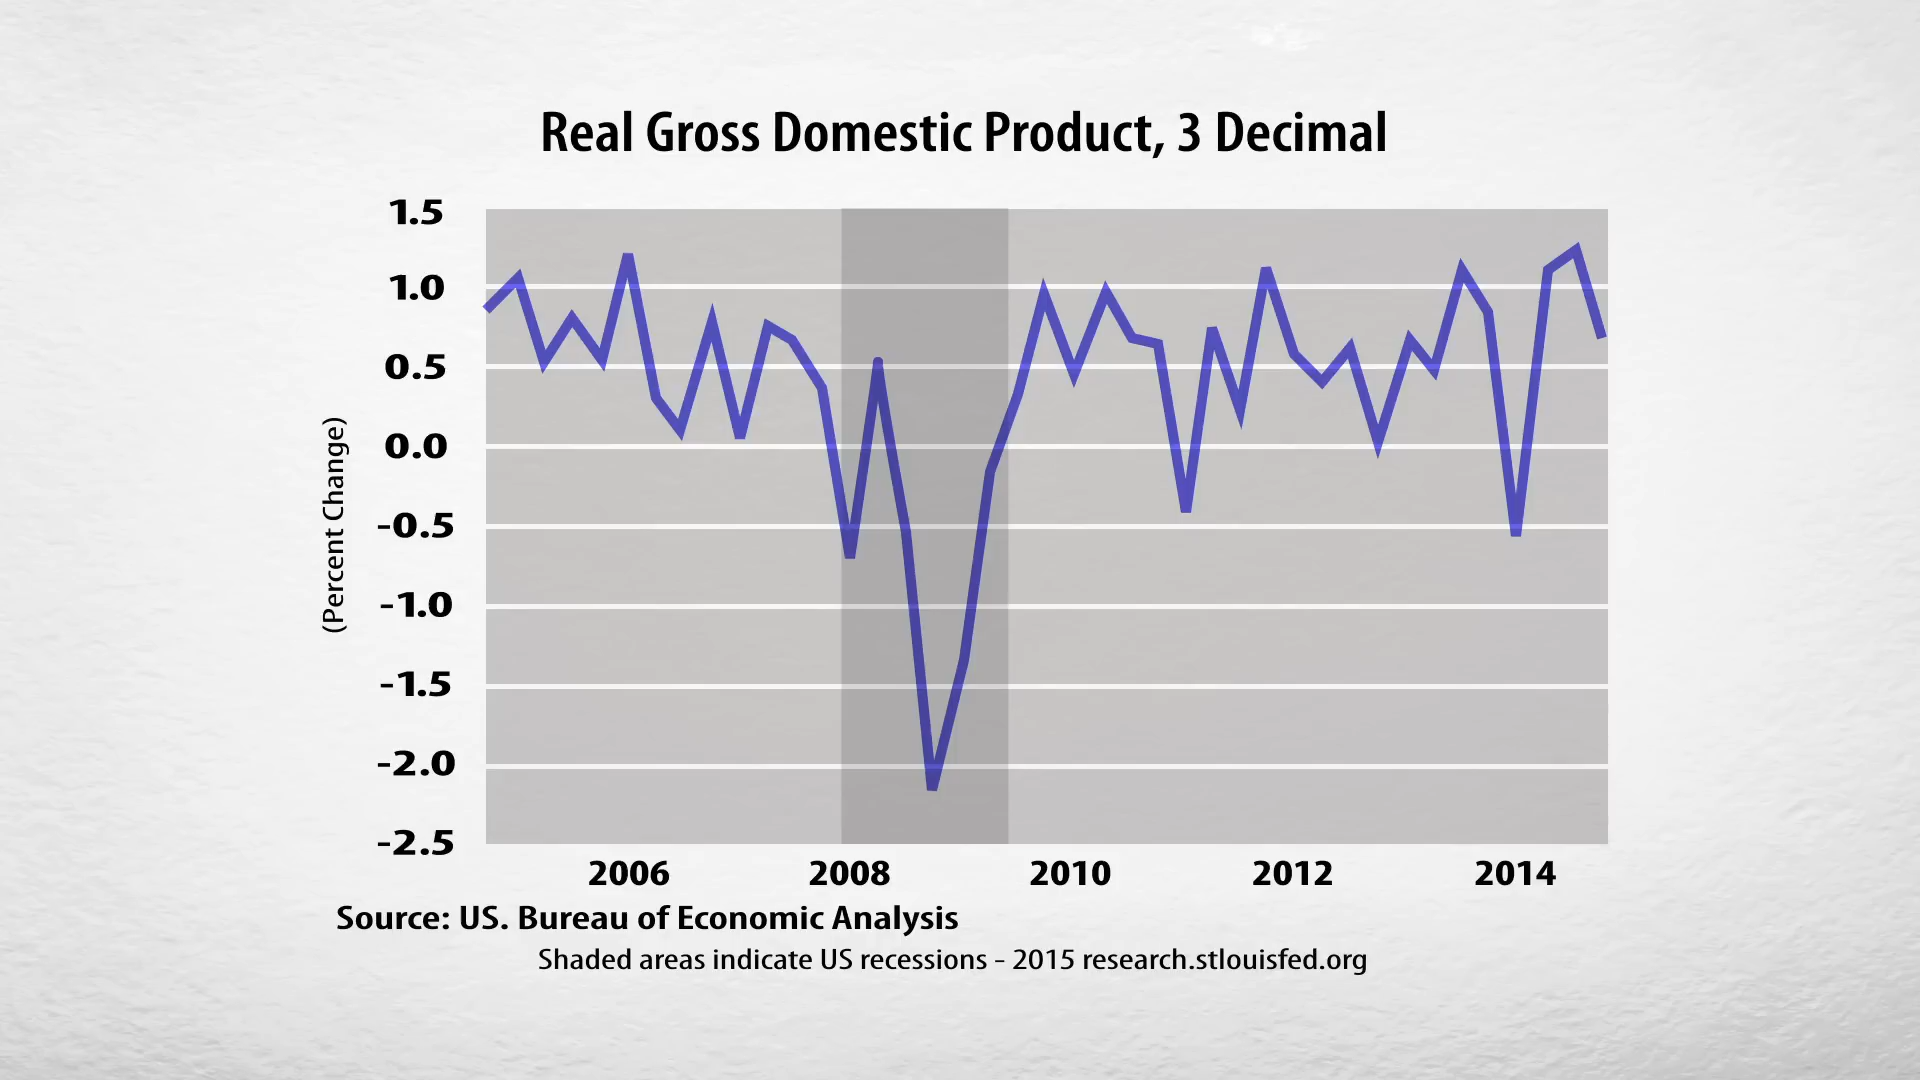 Real Gross Domestic Product, 3 Decimal
1.5
1.0
0.5
0.0
-0.5
-1.0
-1.5
-2.0
-2.5
(Percent Change)
2006 2008 2010 2012 2014
Source: US. Bureau of Economic Analysis
Shaded areas indicate US recessions - 2015 research.stlouisfed.org